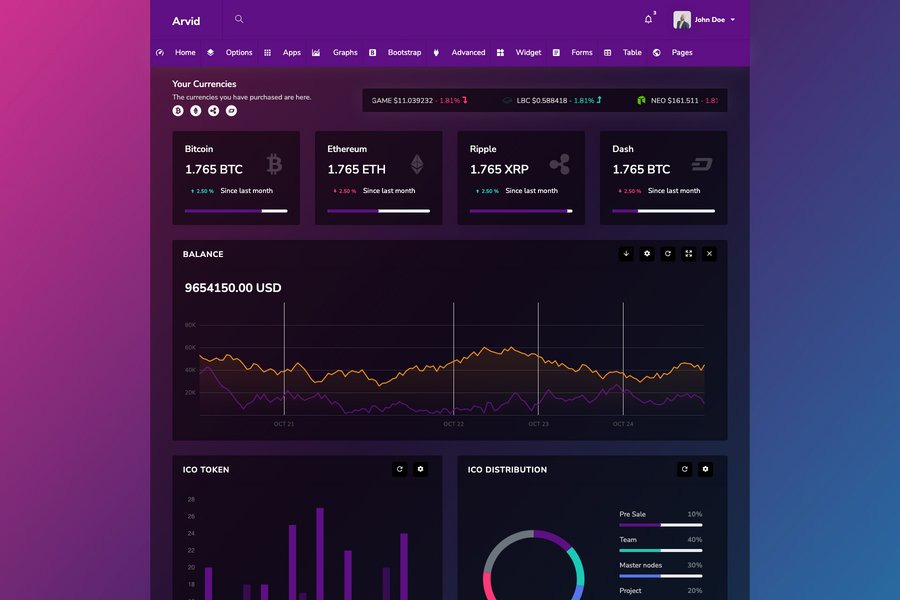 Arvid
3
John Doe
Home Options Apps Graphs Bootstrap Advanced Widget Forms Table Pages
Your Currencies
The currencies you have purchased are here.
GAME $11.039232 - 1.81% LBC $0.588418 - 1.81% NEO $161.511 - 1.81
Bitcoin
1.765 BTC
2.50 % Since last month
Ethereum
1.765 ETH
2.50 % Since last month
Ripple
1.765 XRP
2.50 % Since last month
Dash
1.765 BTC
2.50 % Since last month
BALANCE
9654150.00 USD
80K
60K
40K
20K
OCT 21 OCT 22 OCT 23 OCT 24
ICO TOKEN
28
26
24
22
20
18
ICO DISTRIBUTION
Pre Sale 10%
Team 40%
Master nodes 30%
Project 20%